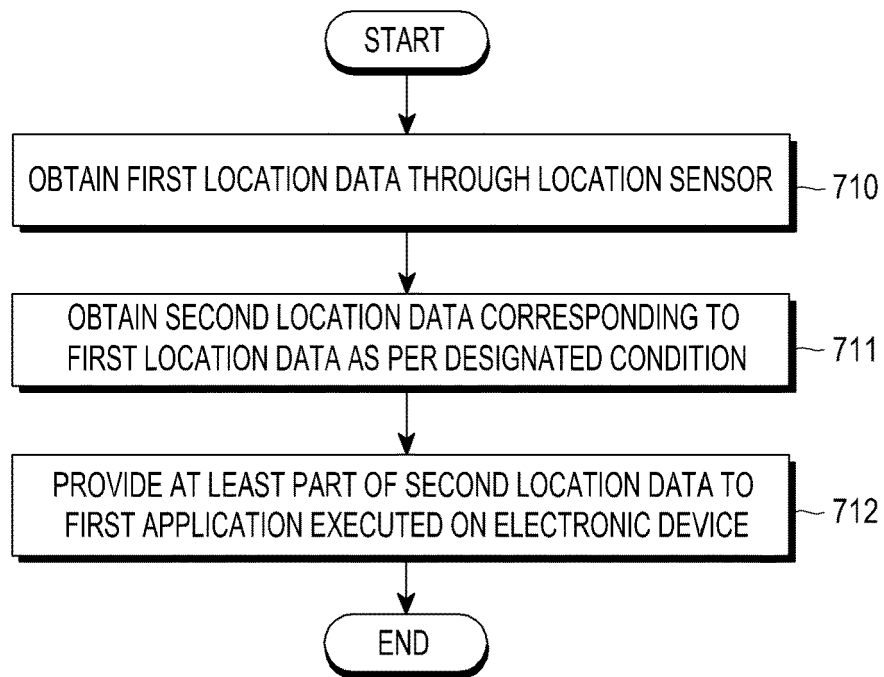 START
OBTAIN FIRST LOCATION DATA THROUGH LOCATION SENSOR
710
OBTAIN SECOND LOCATION DATA CORRESPONDING TO
FIRST LOCATION DATA AS PER DESIGNATED CONDITION
711
PROVIDE AT LEAST PART OF SECOND LOCATION DATA TO
FIRST APPLICATION EXECUTED ON ELECTRONIC DEVICE
712
END